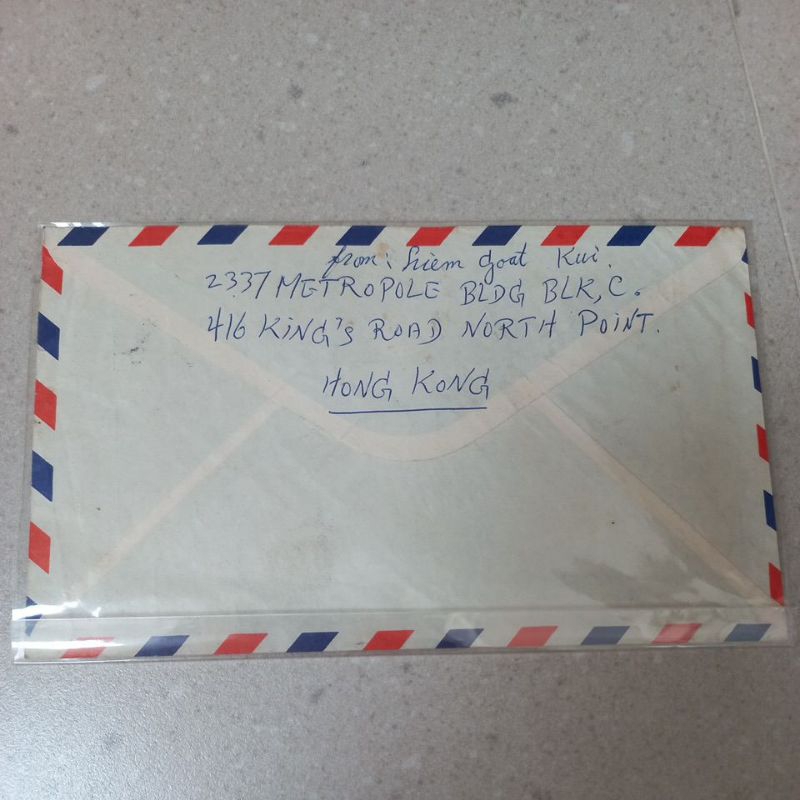 from: Liem Goat Kui.
2337 METROPOLE BLDG BLK, C.
416 KING'S ROAD NORTH POINT.
HONG KONG